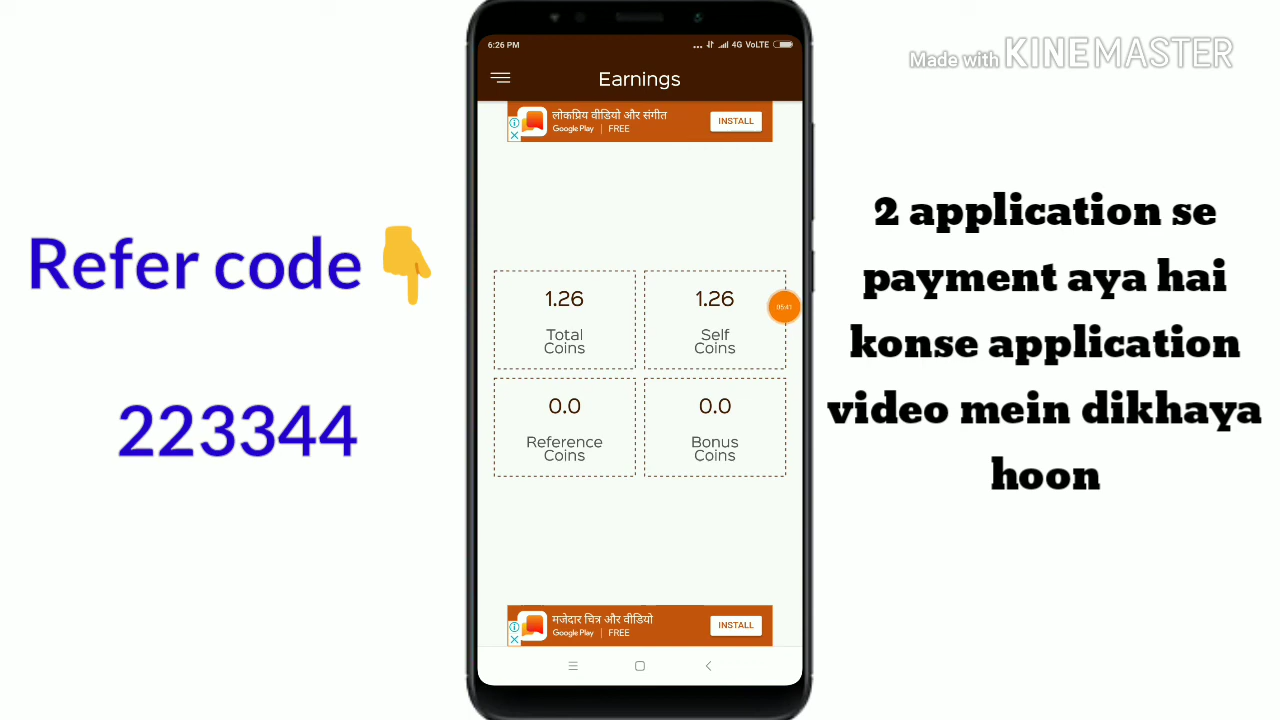 6:26 PM
4G VoLTE
Made with KINEMASTER
Earnings
लोकप्रिय वीडियो और संगीत
Google Play | FREE
INSTALL
Refer code👇
223344
1.26
Total
Coins
1.26
Self
Coins
05:41
0.0
Reference
Coins
0.0
Bonus
Coins
2 application se
payment aya hai
konse application
video mein dikhaya
hoon
मजेदार चित्र और वीडियो
Google Play | FREE
INSTALL